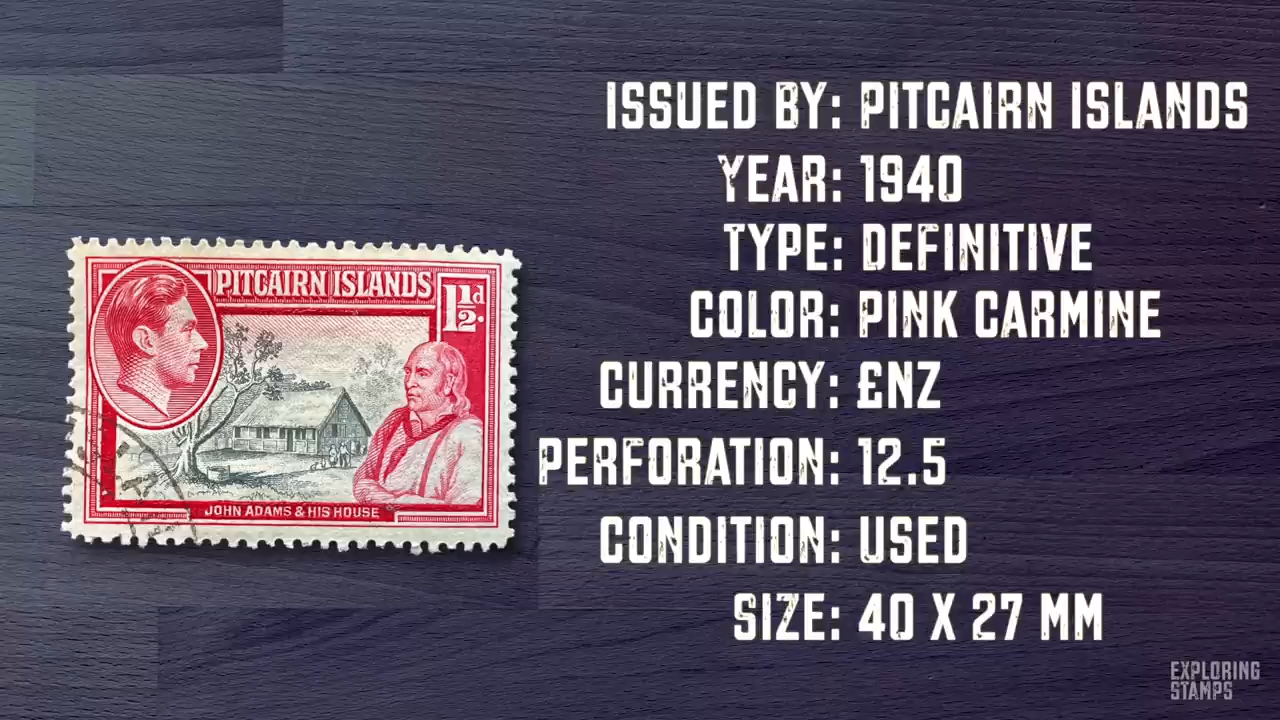 ISSUED BY: PITCAIRN ISLANDS
YEAR: 1940
TYPE: DEFINITIVE
COLOR: PINK CARMINE
CURRENCY: £NZ
PERFORATION: 12.5
CONDITION: USED
SIZE: 40 X 27 MM
PITCAIRN ISLANDS
1½d.
JOHN ADAMS & HIS HOUSE
EXPLORING
STAMPS